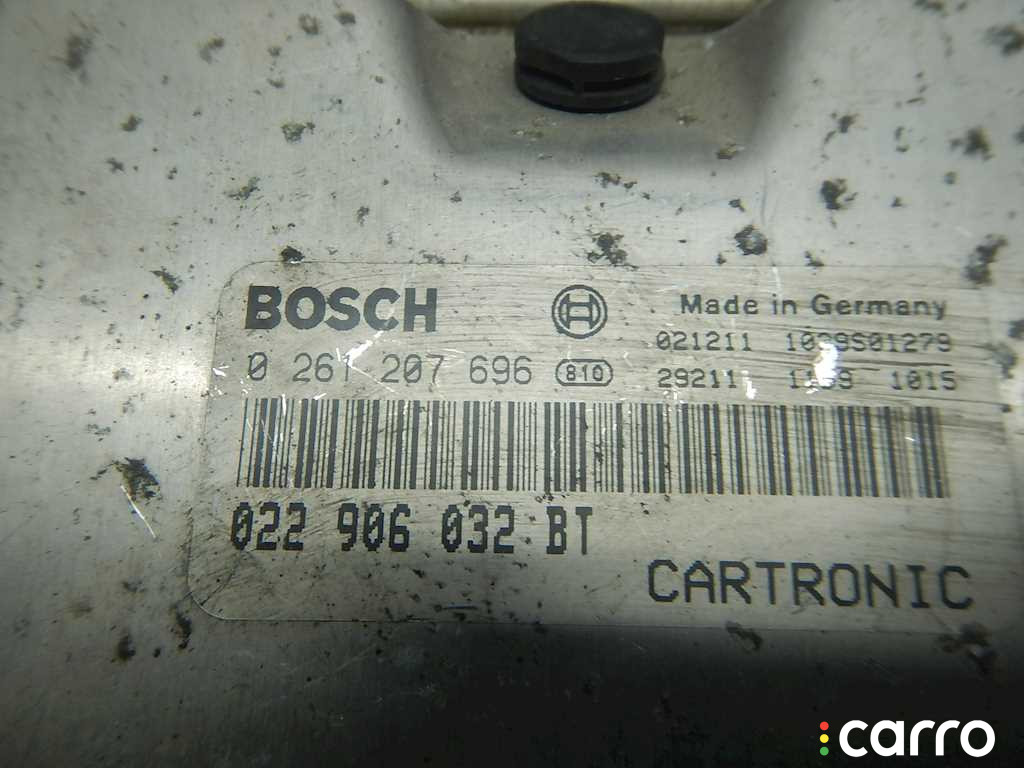 BOSCH
Made in Germany
021211
0 261 207 696
810
29211 1015
022 906 032 BT
CARTRONIC
carro